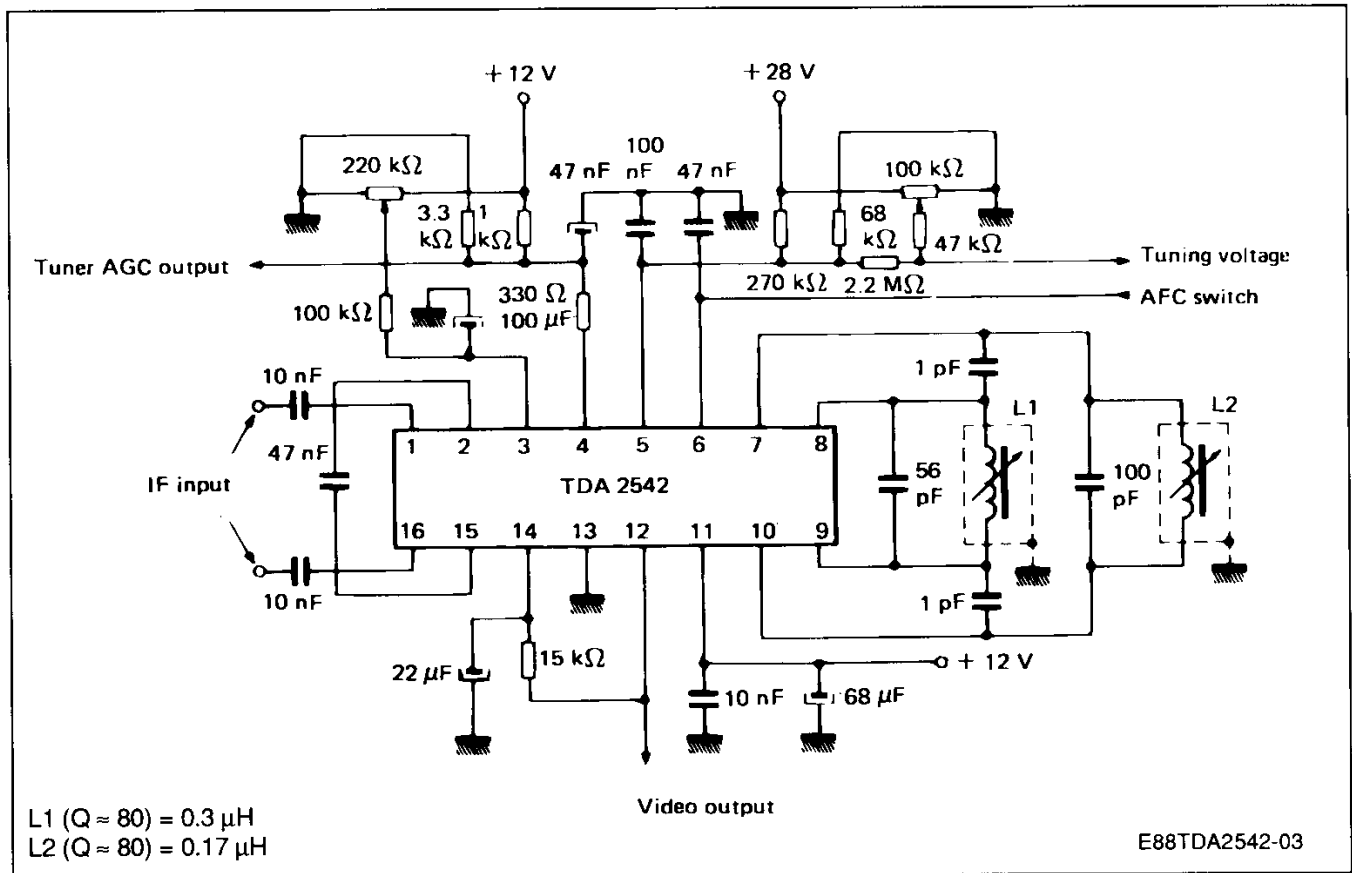 + 12 V
+ 28 V
220 kΩ
47 nF
100
nF
47 nF
100 kΩ
3.3
kΩ
1
kΩ
68
kΩ
47 kΩ
Tuner AGC output
Tuning voltage
270 kΩ
2.2 MΩ
AFC switch
100 kΩ
330 Ω
100 µF
10 nF
1 pF
L1
L2
47 nF
1 2 3 4 5 6 7 8
IF input
TDA 2542
56
pF
100
pF
16 15 14 13 12 11 10 9
10 nF
1 pF
22 µF
15 kΩ
+ 12 V
10 nF
68 µF
Video output
L1 (Q ≈ 80) = 0.3 µH
L2 (Q ≈ 80) = 0.17 µH
E88TDA2542-03